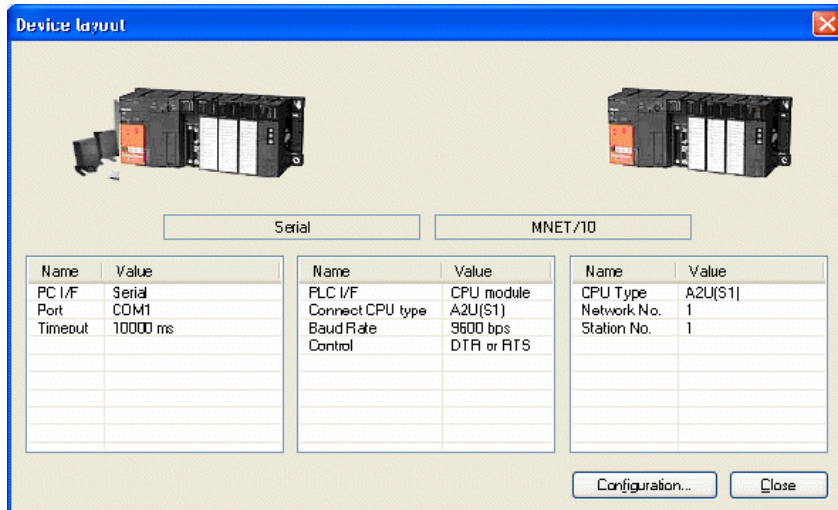 Device layout
Serial
MNET/10
Name Value
PC I/F Serial
Port COM1
Timeout 10000 ms
Name Value
PLC I/F CPU module
Connect CPU type A2U(S1)
Baud Rate 9600 bps
Control DTR or RTS
Name Value
CPU Type A2U(S1)
Network No. 1
Station No. 1
Configuration...
Close